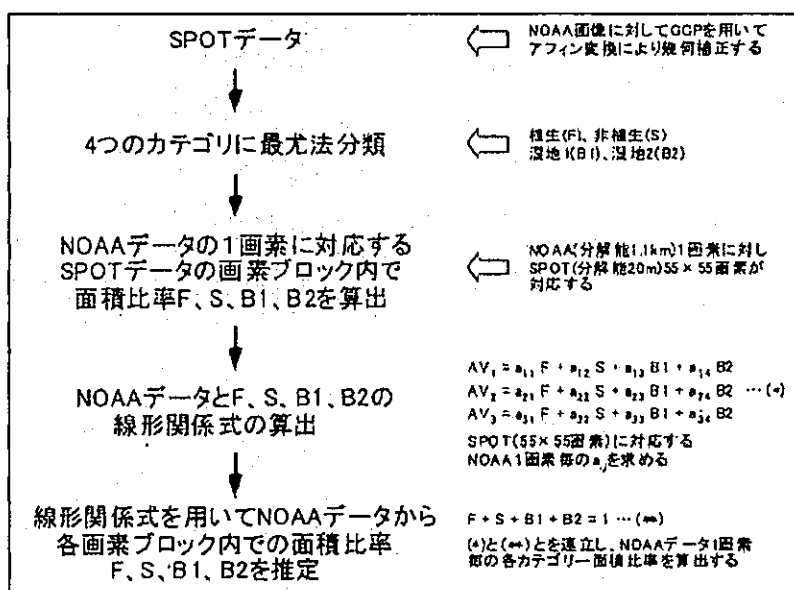 SPOTデータ
NOAA画像に対してGCPを用いて
アフィン変換により幾何補正する
4つのカテゴリに最尤法分類
植生(F)、非植生(S)
湿地1(B1)、湿地2(B2)
NOAAデータの1画素に対応する
SPOTデータの画素ブロック内で
面積比率F、S、B1、B2を算出
NOAA(分解能1.1km)1画素に対し
SPOT(分解能20m)55×55画素が
対応する
NOAAデータとF、S、B1、B2の
線形関係式の算出
AV₁ = a₁₁ F + a₁₂ S + a₁₃ B1 + a₁₄ B2
AV₂ = a₂₁ F + a₂₂ S + a₂₃ B1 + a₂₄ B2 … (*)
AV₃ = a₃₁ F + a₃₂ S + a₃₃ B1 + a₃₄ B2
SPOT(55×55画素)に対応する
NOAA1画素毎のaᵢⱼを求める
線形関係式を用いてNOAAデータから
各画素ブロック内での面積比率
F、S、B1、B2を推定
F + S + B1 + B2 = 1 … (**)
(*)と(**)とを連立し、NOAAデータ1画素
毎の各カテゴリー面積比率を算出する